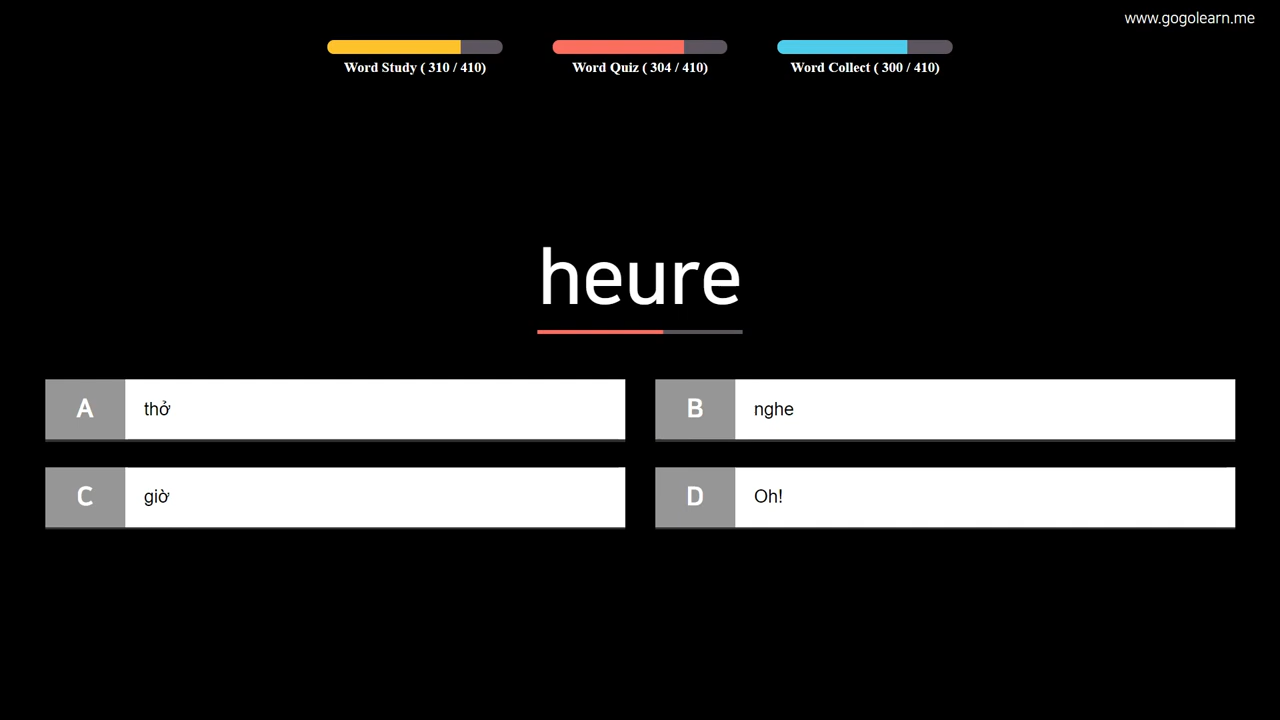 www.gogolearn.me
Word Study ( 310 / 410)
Word Quiz ( 304 / 410)
Word Collect ( 300 / 410)
heure
A thở
B nghe
C giờ
D Oh!